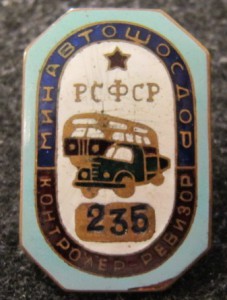 МИНАВТОШОСДОР
РСФСР
235
КОНТРОЛЕР-РЕВИЗОР